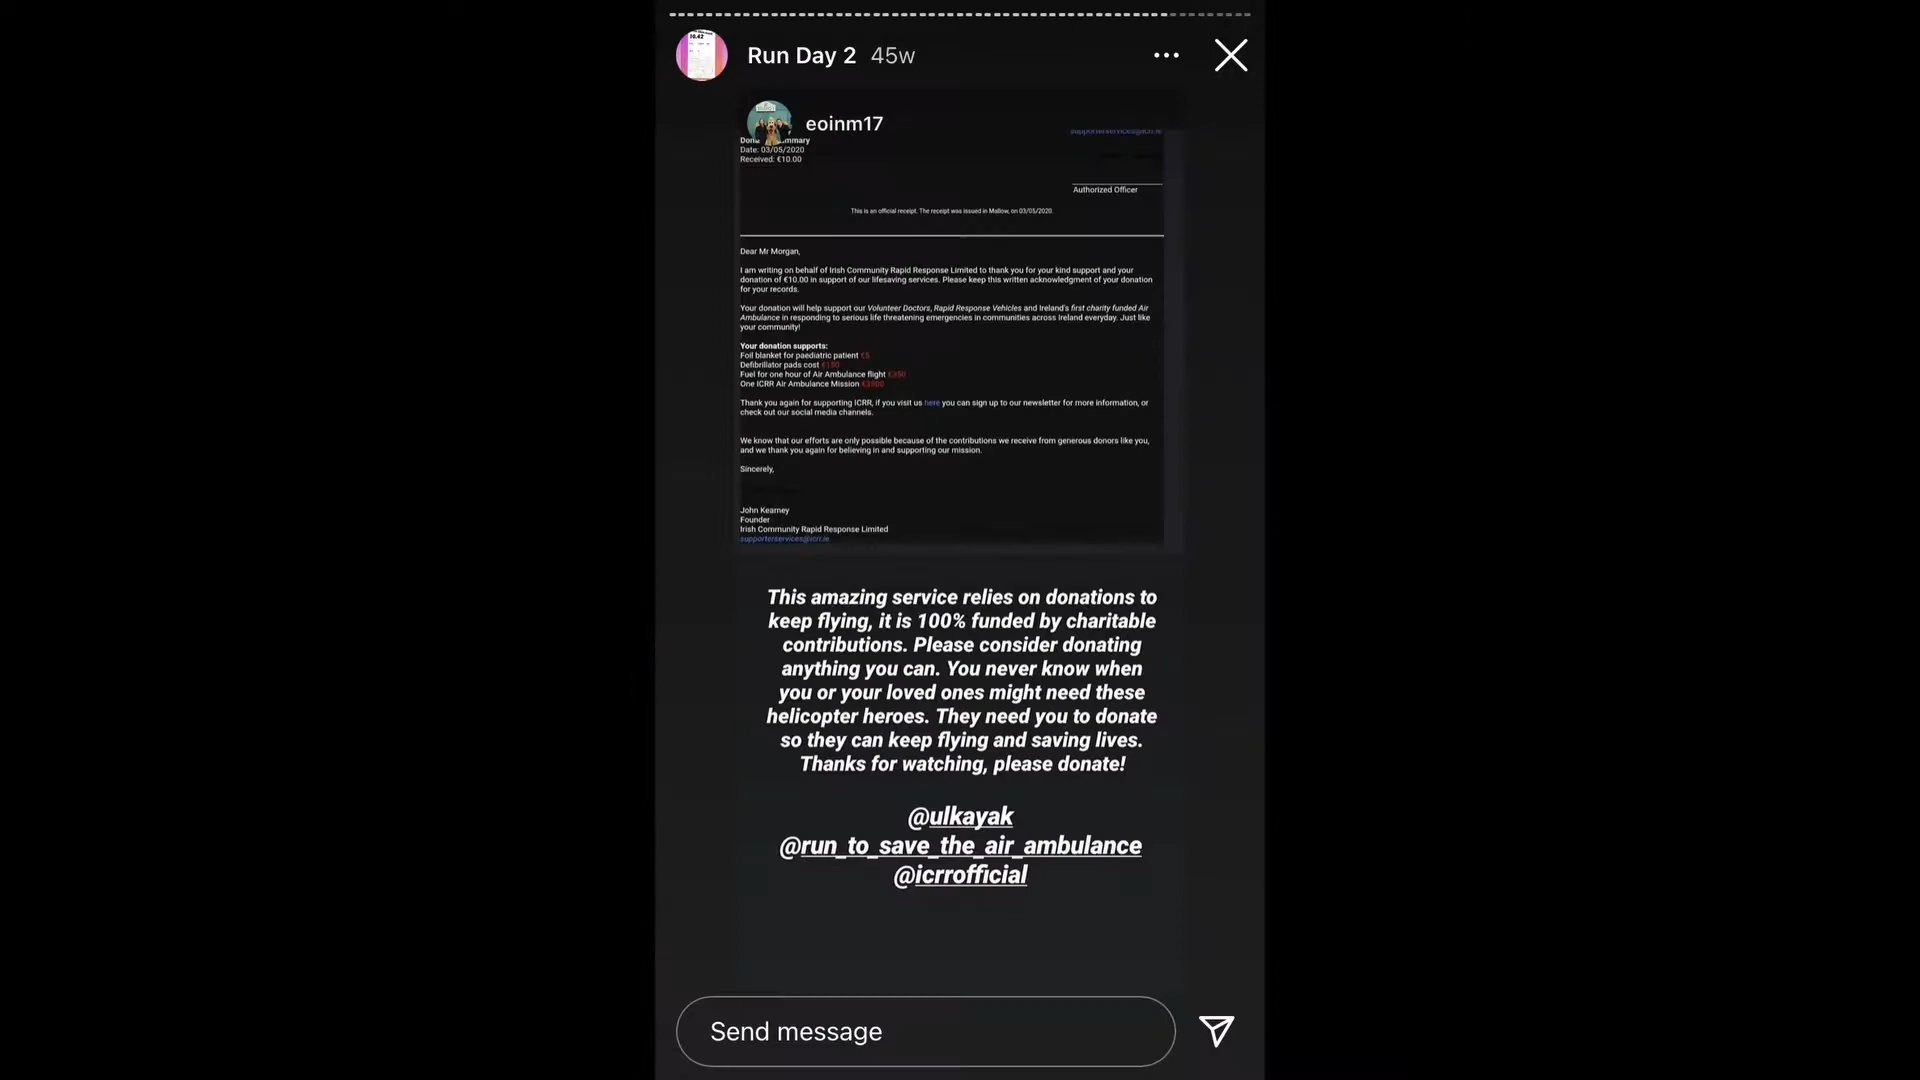 Run Day 2 45w
eoinm17
supporterservices@icrr.ie
mmary
Date: 03/05/2020
Received: €10.00
Authorized Officer
This is an official receipt. The receipt was issued in Mallow, on 03/05/2020.
Dear Mr Morgan,
I am writing on behalf of Irish Community Rapid Response Limited to thank you for your kind support and your
donation of €10.00 in support of our lifesaving services. Please keep this written acknowledgment of your donation
for your records.
Your donation will help support our Volunteer Doctors, Rapid Response Vehicles and Ireland's first charity funded Air
Ambulance in responding to serious life threatening emergencies in communities across Ireland everyday. Just like
your community!
Your donation supports:
Foil blanket for paediatric patient €5
Defibrillator pads cost €150
Fuel for one hour of Air Ambulance flight €350
One ICRR Air Ambulance Mission €3500
Thank you again for supporting ICRR, if you visit us here you can sign up to our newsletter for more information, or
check out our social media channels.
We know that our efforts are only possible because of the contributions we receive from generous donors like you,
and we thank you again for believing in and supporting our mission.
Sincerely,
John Kearney
Founder
Irish Community Rapid Response Limited
supporterservices@icrr.ie
This amazing service relies on donations to
keep flying, it is 100% funded by charitable
contributions. Please consider donating
anything you can. You never know when
you or your loved ones might need these
helicopter heroes. They need you to donate
so they can keep flying and saving lives.
Thanks for watching, please donate!
@ulkayak
@run_to_save_the_air_ambulance
@icrrofficial
Send message